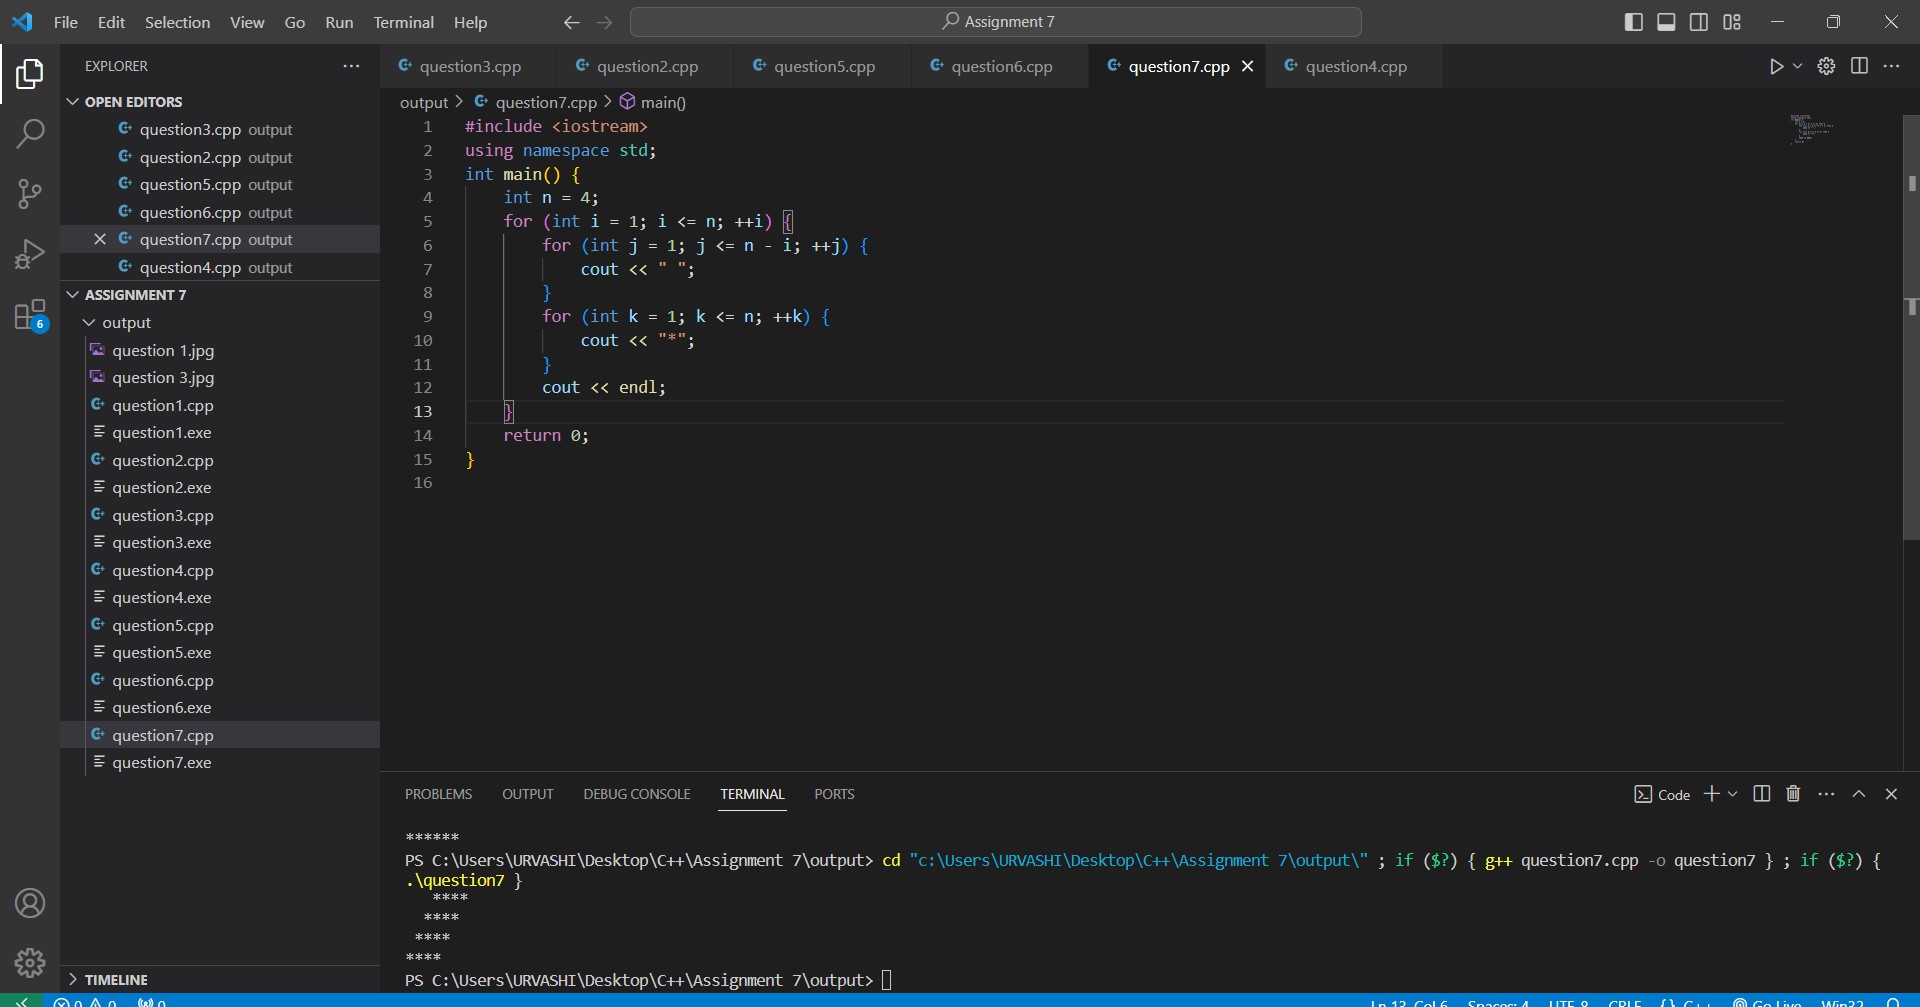 File Edit Selection View Go Run Terminal Help
Assignment 7
EXPLORER
OPEN EDITORS
question3.cpp output
question2.cpp output
question5.cpp output
question6.cpp output
question7.cpp output
question4.cpp output
ASSIGNMENT 7
output
question 1.jpg
question 3.jpg
question1.cpp
question1.exe
question2.cpp
question2.exe
question3.cpp
question3.exe
question4.cpp
question4.exe
question5.cpp
question5.exe
question6.cpp
question6.exe
question7.cpp
question7.exe
TIMELINE
6
question3.cpp question2.cpp question5.cpp question6.cpp question7.cpp question4.cpp
output > question7.cpp > main()
1 #include <iostream>
2 using namespace std;
3 int main() {
4 int n = 4;
5 for (int i = 1; i <= n; ++i) {
6 for (int j = 1; j <= n - i; ++j) {
7 cout << " ";
8 }
9 for (int k = 1; k <= n; ++k) {
10 cout << "*";
11 }
12 cout << endl;
13 }
14 return 0;
15 }
16
PROBLEMS OUTPUT DEBUG CONSOLE TERMINAL PORTS
Code
******
PS C:\Users\URVASHI\Desktop\C++\Assignment 7\output> cd "c:\Users\URVASHI\Desktop\C++\Assignment 7\output\" ; if ($?) { g++ question7.cpp -o question7 } ; if ($?) {
.\question7 }
   ****
  ****
 ****
****
PS C:\Users\URVASHI\Desktop\C++\Assignment 7\output>
0 0 0 Ln 13, Col 6 Spaces: 4 UTF-8 CRLF {} C++ Go Live Win32